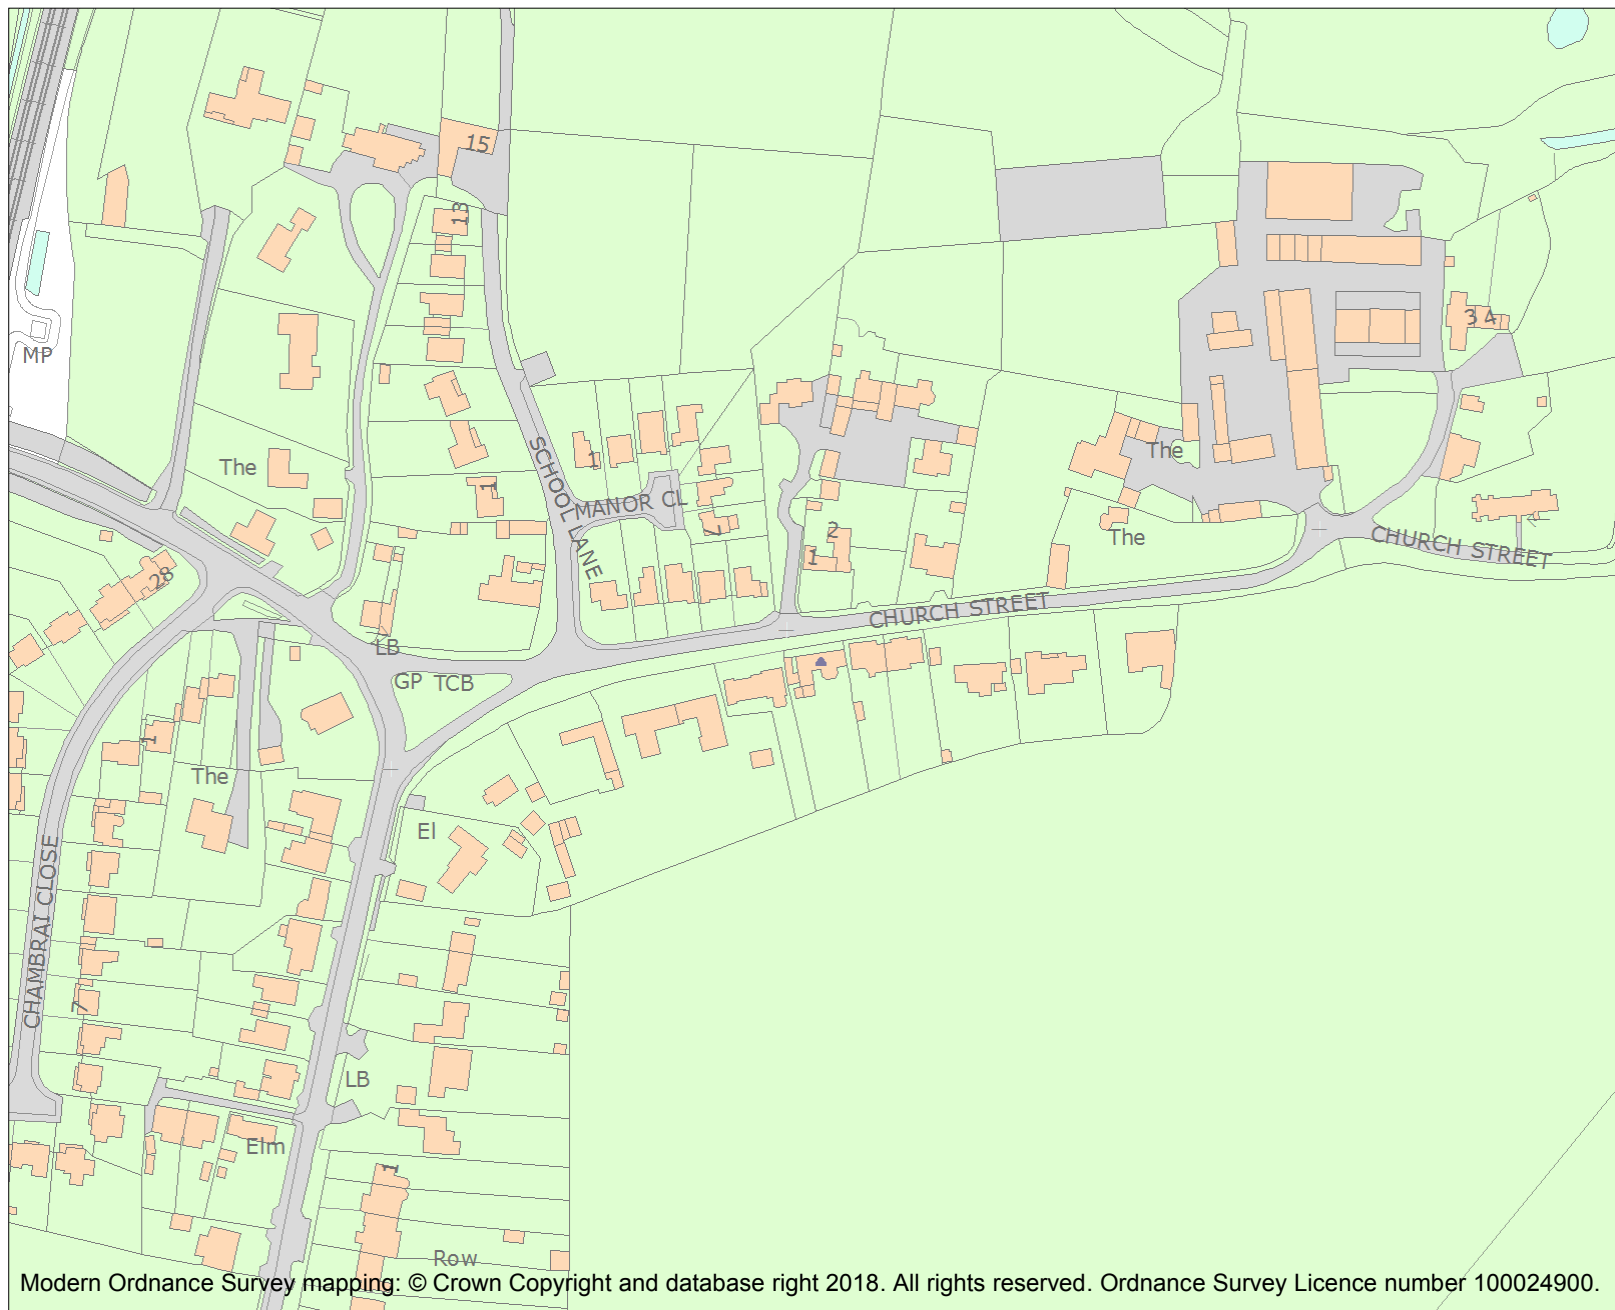 15
13
MP
3 4
The
1
The
1
SCHOOL LANE
MANOR CL
7
2
1
The
CHURCH STREET
28
CHURCH STREET
LB
GP TCB
1
The
El
CHAMBRAI CLOSE
7
LB
Elm
1
Row
Modern Ordnance Survey mapping: © Crown Copyright and database right 2018. All rights reserved. Ordnance Survey Licence number 100024900.